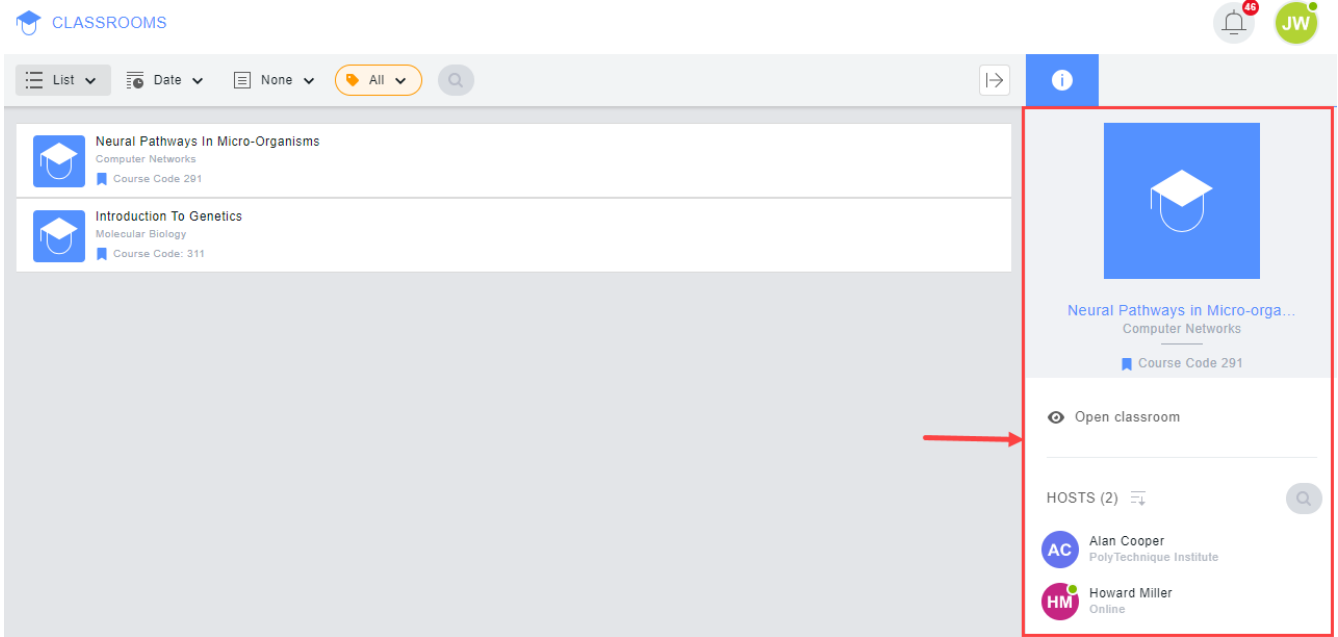 CLASSROOMS
46
JW
List
Date
None
All
Neural Pathways In Micro-Organisms
Computer Networks
Course Code 291
Introduction To Genetics
Molecular Biology
Course Code: 311
Neural Pathways in Micro-orga...
Computer Networks
Course Code 291
Open classroom
HOSTS (2)
AC
Alan Cooper
PolyTechnique Institute
HM
Howard Miller
Online